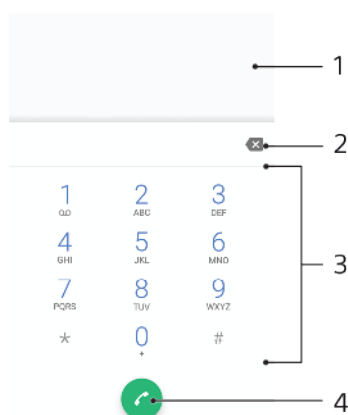 1
2
1 2 3
ABC DEF
4 5 6
GHI JKL MNO
3
7 8 9
PQRS TUV WXYZ
* 0 #
+
4